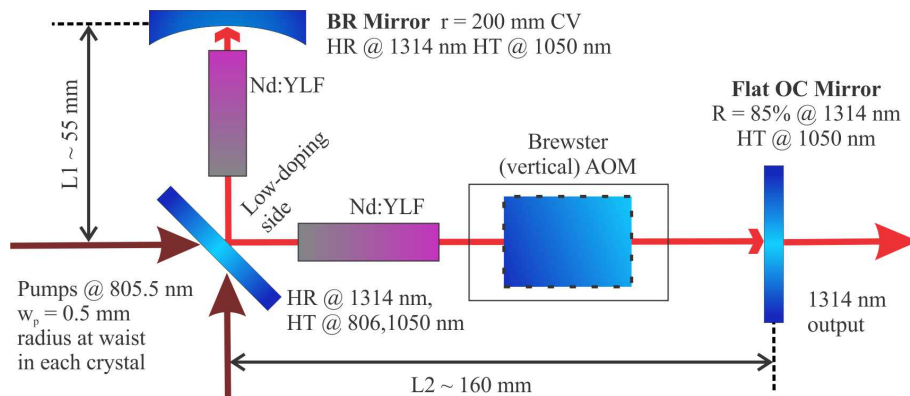 BR Mirror r = 200 mm CV
HR @ 1314 nm HT @ 1050 nm
Nd:YLF
L1 ~ 55 mm
Low-doping
side
Flat OC Mirror
R = 85% @ 1314 nm
HT @ 1050 nm
Brewster
(vertical) AOM
Nd:YLF
Pumps @ 805.5 nm
wp = 0.5 mm
radius at waist
in each crystal
HR @ 1314 nm,
HT @ 806,1050 nm
1314 nm
output
L2 ~ 160 mm